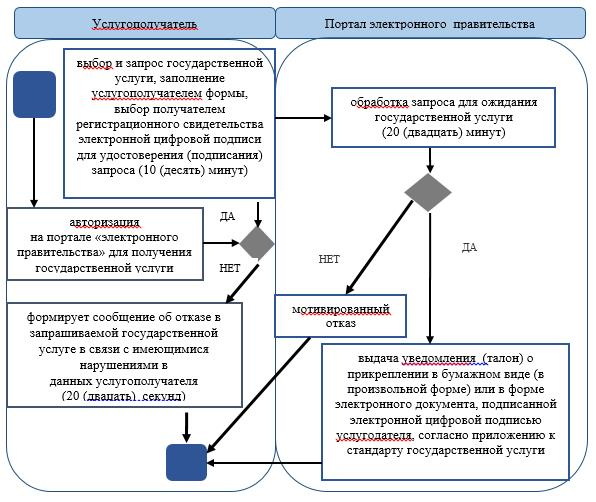 Услугополучатель
Портал электронного правительства
выбор и запрос государственной
услуги, заполнение
услугополучателем формы,
выбор получателем
регистрационного свидетельства
электронной цифровой подписи
для удостоверения (подписания)
запроса (10 (десять) минут)
обработка запроса для ожидания
государственной услуги
(20 (двадцать) минут)
авторизация
на портале «электронного
правительства» для получения
государственной услуги
ДА
НЕТ
НЕТ
ДА
формирует сообщение об отказе в
запрашиваемой государственной
услуге в связи с имеющимися
нарушениями в
данных услугополучателя
(20 (двацать) секунд)
мотивированный
отказ
выдача уведомления (талон) о
прикреплении в бумажном виде (в
произвольной форме) или в форме
электронного документа, подписанной
электронной цифровой подписью
услугодателя, согласно приложению к
стандарту государственной услуги